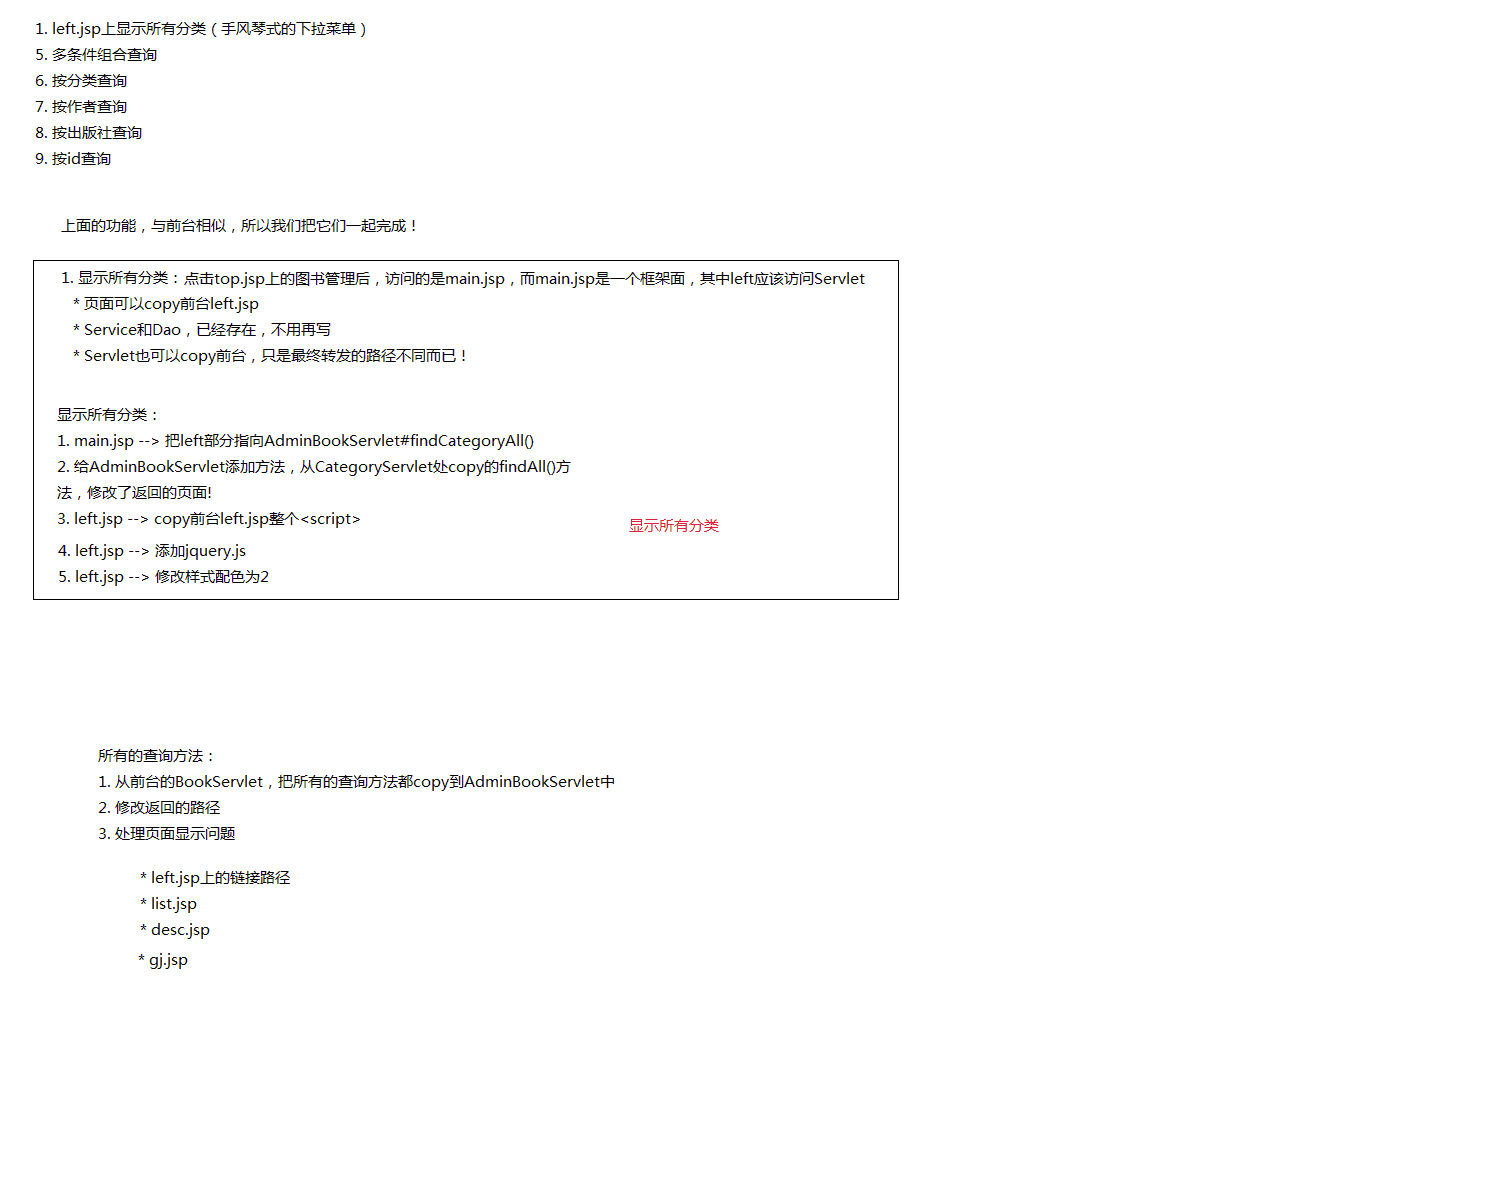 1. left.jsp上显示所有分类（手风琴式的下拉菜单）
5. 多条件组合查询
6. 按分类查询
7. 按作者查询
8. 按出版社查询
9. 按id查询
上面的功能，与前台相似，所以我们把它们一起完成！
1. 显示所有分类：点击top.jsp上的图书管理后，访问的是main.jsp，而main.jsp是一个框架面，其中left应该访问Servlet
* 页面可以copy前台left.jsp
* Service和Dao，已经存在，不用再写
* Servlet也可以copy前台，只是最终转发的路径不同而已！
显示所有分类：
1. main.jsp --> 把left部分指向AdminBookServlet#findCategoryAll()
2. 给AdminBookServlet添加方法，从CategoryServlet处copy的findAll()方
法，修改了返回的页面!
3. left.jsp --> copy前台left.jsp整个<script>
显示所有分类
4. left.jsp --> 添加jquery.js
5. left.jsp --> 修改样式配色为2
所有的查询方法：
1. 从前台的BookServlet，把所有的查询方法都copy到AdminBookServlet中
2. 修改返回的路径
3. 处理页面显示问题
* left.jsp上的链接路径
* list.jsp
* desc.jsp
* gj.jsp